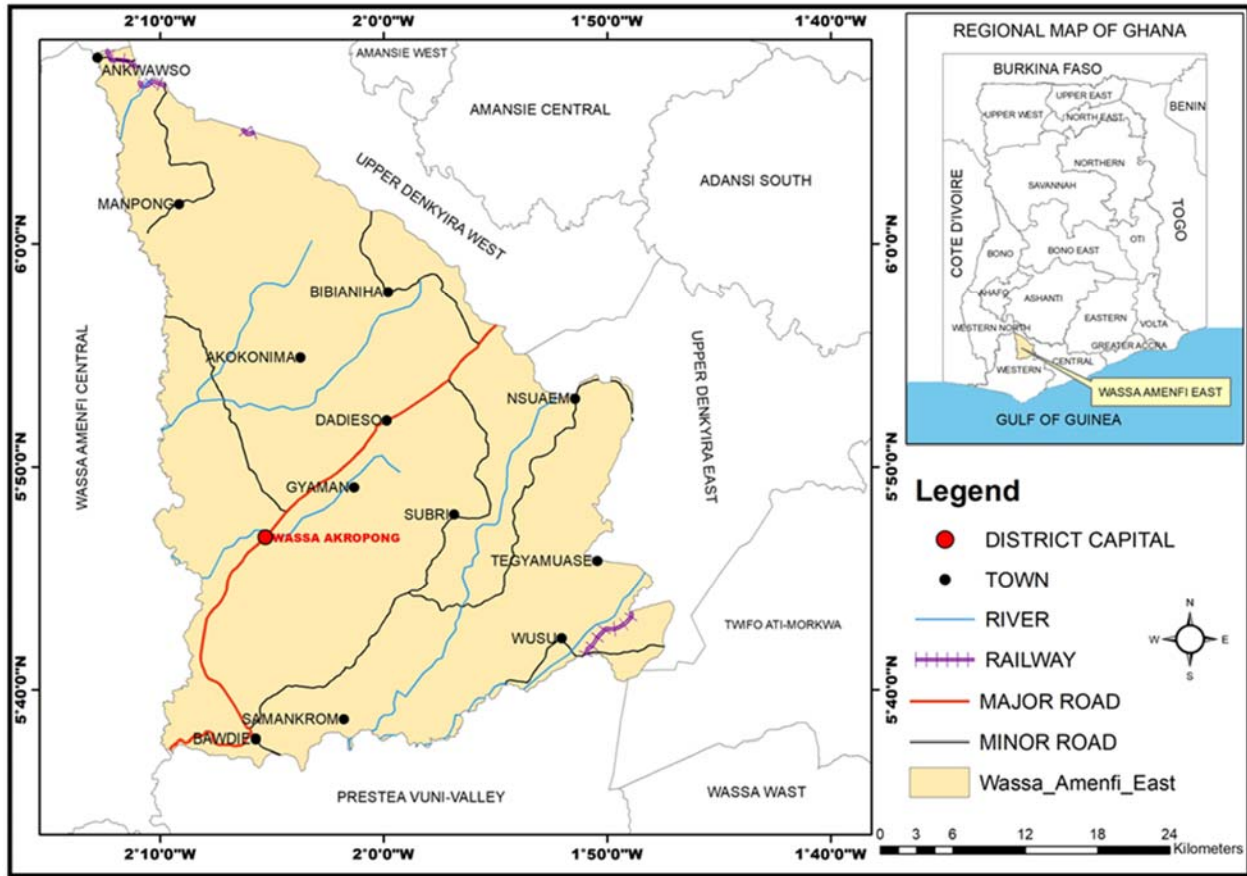 2°10'0"W
2°0'0"W
1°50'0"W
1°40'0"W
ANKWAWSO
AMANSIE WEST
AMANSIE CENTRAL
UPPER DENKYIRA WEST
ADANSI SOUTH
MANPONG
6°0'0"N
6°0'0"N
BIBIANIHA
WASSA AMENFI CENTRAL
AKOKONIMA
UPPER DENKYIRA EAST
NSUAEM
DADIESO
5°50'0"N
5°50'0"N
GYAMAN
SUBRI
WASSA AKROPONG
TEGYAMUASE
TWIFO ATI-MORKWA
WUSU
5°40'0"N
5°40'0"N
SAMANKROM
BAWDIE
PRESTEA VUNI-VALLEY
WASSA WAST
2°10'0"W
2°0'0"W
1°50'0"W
1°40'0"W
REGIONAL MAP OF GHANA
BURKINA FASO
UPPER EAST
BENIN
UPPER WEST
NORTH EAST
NORTHERN
SAVANNAH
COTE D'IVOIRE
TOGO
OTI
BONO
BONO EAST
AHAFO
ASHANTI
EASTERN
VOLTA
WESTERN NORTH
GREATER ACCRA
CENTRAL
WESTERN
WASSA AMENFI EAST
GULF OF GUINEA
Legend
DISTRICT CAPITAL
TOWN
RIVER
RAILWAY
MAJOR ROAD
MINOR ROAD
Wassa_Amenfi_East
N
W
E
S
0 3 6 12 18 24
Kilometers